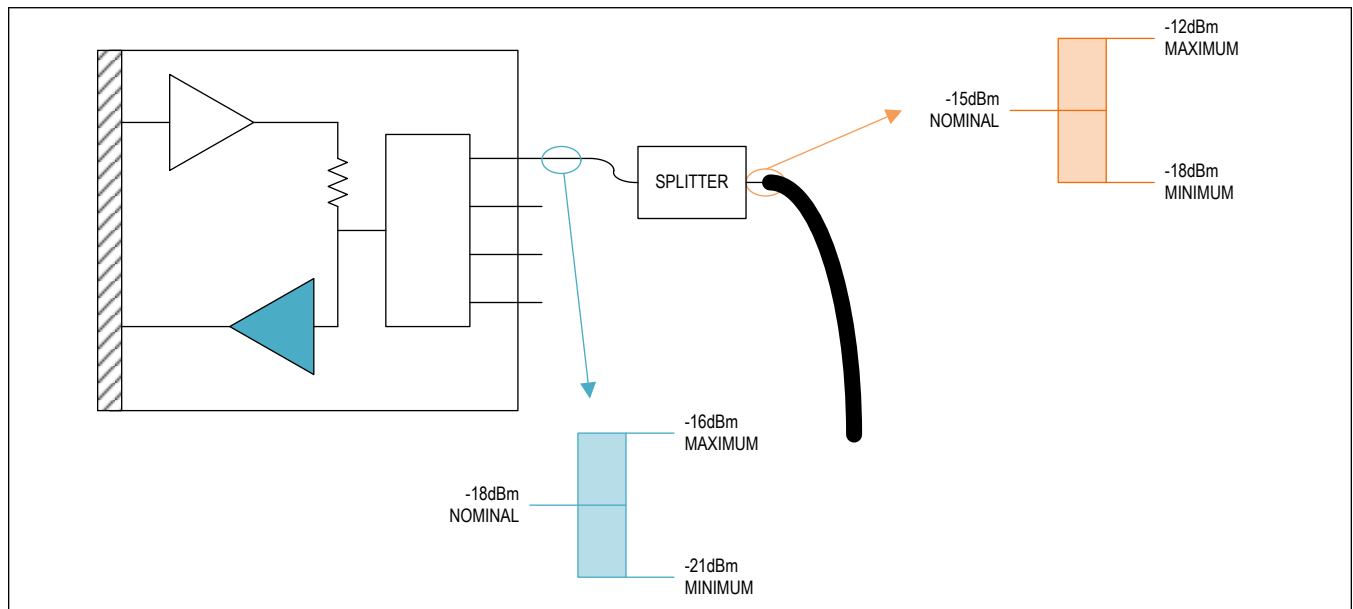 -12dBm
MAXIMUM
-15dBm
NOMINAL
SPLITTER
-18dBm
MINIMUM
-16dBm
MAXIMUM
-18dBm
NOMINAL
-21dBm
MINIMUM